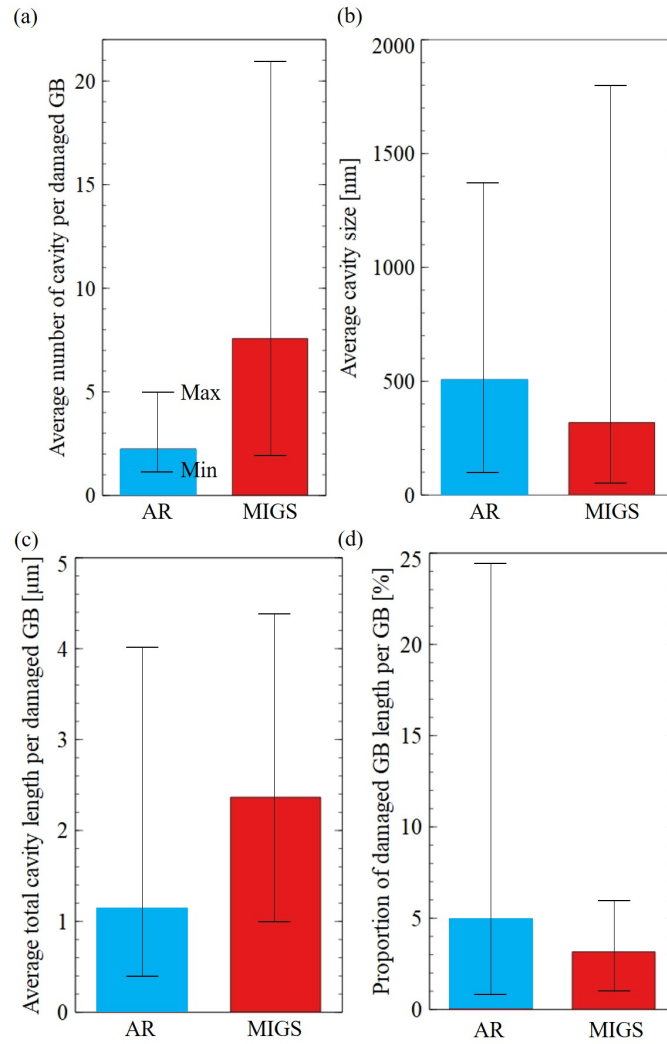 (a)
Average number of cavity per damaged GB
20
15
10
5
0
Max
Min
AR MIGS
(b)
Average cavity size [nm]
2000
1500
1000
500
0
AR MIGS
(c)
Average total cavity length per damaged GB [μm]
5
4
3
2
1
0
AR MIGS
(d)
Proportion of damaged GB length per GB [%]
25
20
15
10
5
0
AR MIGS